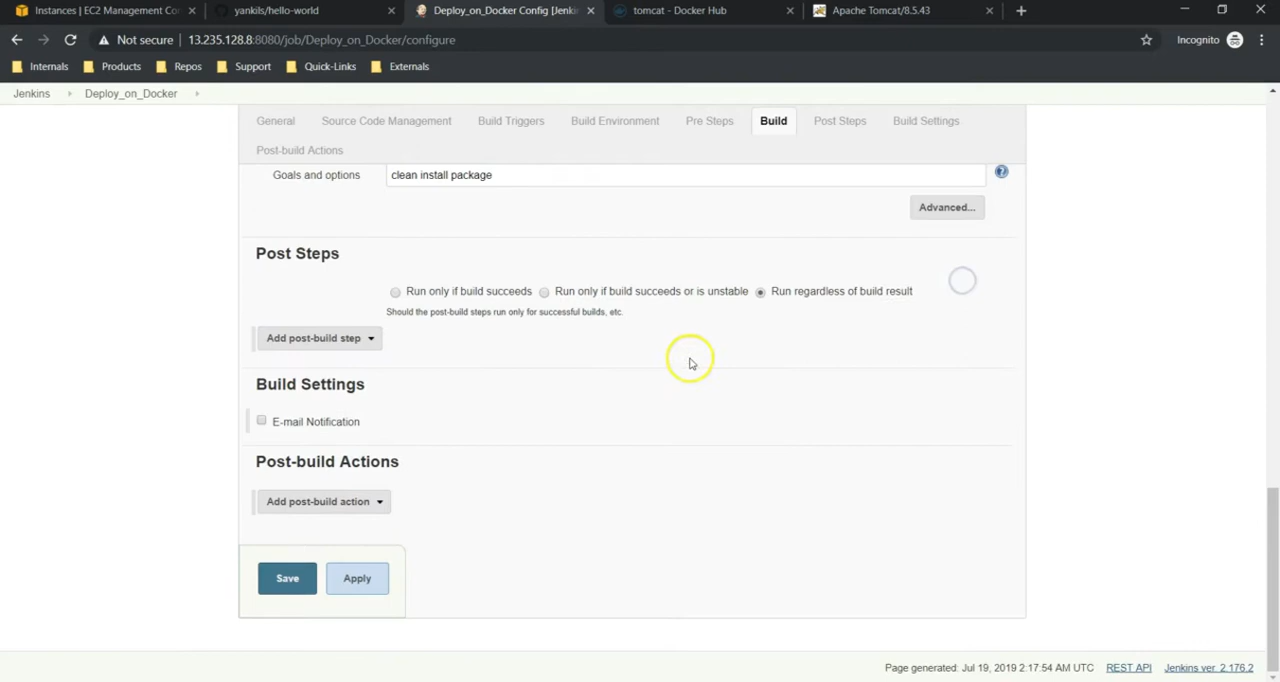 Instances | EC2 Management Co
yankils/hello-world
Deploy_on_Docker Config [Jenki
tomcat - Docker Hub
Apache Tomcat/8.5.43
Not secure | 13.235.128.8:8080/job/Deploy_on_Docker/configure
Incognito
Internals
Products
Repos
Support
Quick-Links
Externals
Jenkins
Deploy_on_Docker
General
Source Code Management
Build Triggers
Build Environment
Pre Steps
Build
Post Steps
Build Settings
Post-build Actions
Goals and options
clean install package
Advanced...
Post Steps
Run only if build succeeds
Run only if build succeeds or is unstable
Run regardless of build result
Should the post-build steps run only for successful builds, etc.
Add post-build step
Build Settings
E-mail Notification
Post-build Actions
Add post-build action
Save
Apply
Page generated: Jul 19, 2019 2:17:54 AM UTC
REST API
Jenkins ver. 2.176.2